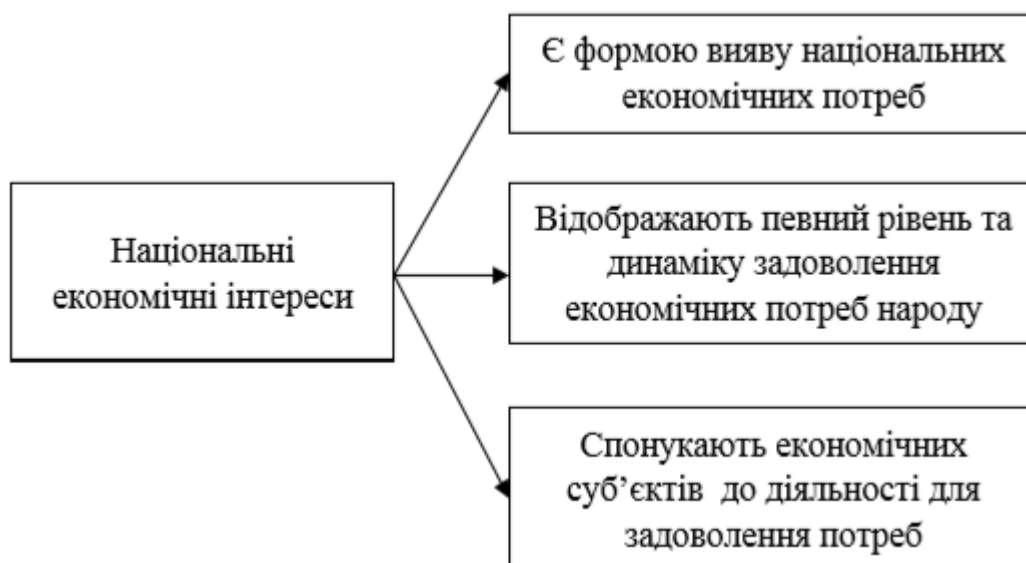 Національні
економічні інтереси
Є формою вияву національних
економічних потреб
Відображають певний рівень та
динаміку задоволення
економічних потреб народу
Спонукають економічних
суб’єктів до діяльності для
задоволення потреб